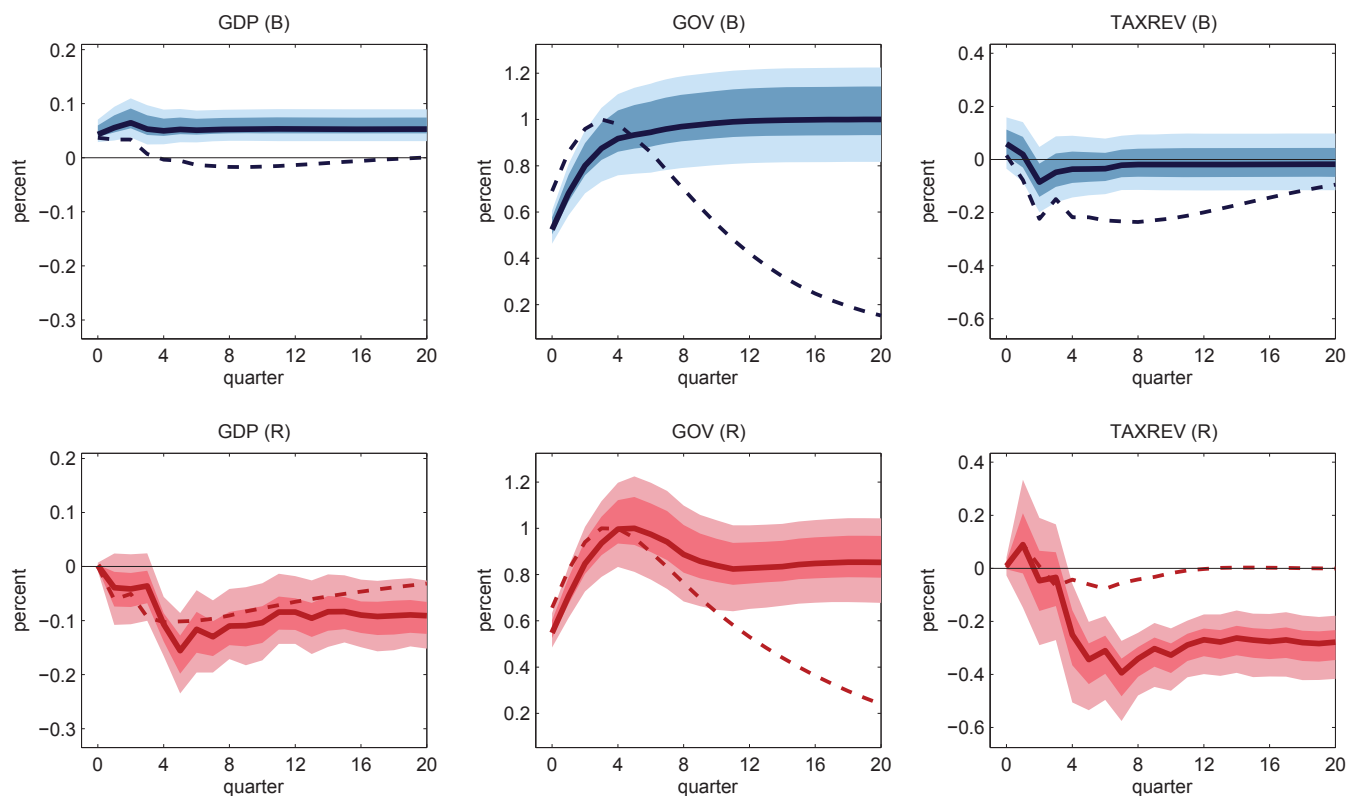 GDP (B)
0.2
0.1
0
−0.1
−0.2
−0.3
percent
0 4 8 12 16 20
quarter
GOV (B)
1.2
1
0.8
0.6
0.4
0.2
percent
0 4 8 12 16 20
quarter
TAXREV (B)
0.4
0.2
0
−0.2
−0.4
−0.6
percent
0 4 8 12 16 20
quarter
GDP (R)
0.2
0.1
0
−0.1
−0.2
−0.3
percent
0 4 8 12 16 20
quarter
GOV (R)
1.2
1
0.8
0.6
0.4
0.2
percent
0 4 8 12 16 20
quarter
TAXREV (R)
0.4
0.2
0
−0.2
−0.4
−0.6
percent
0 4 8 12 16 20
quarter